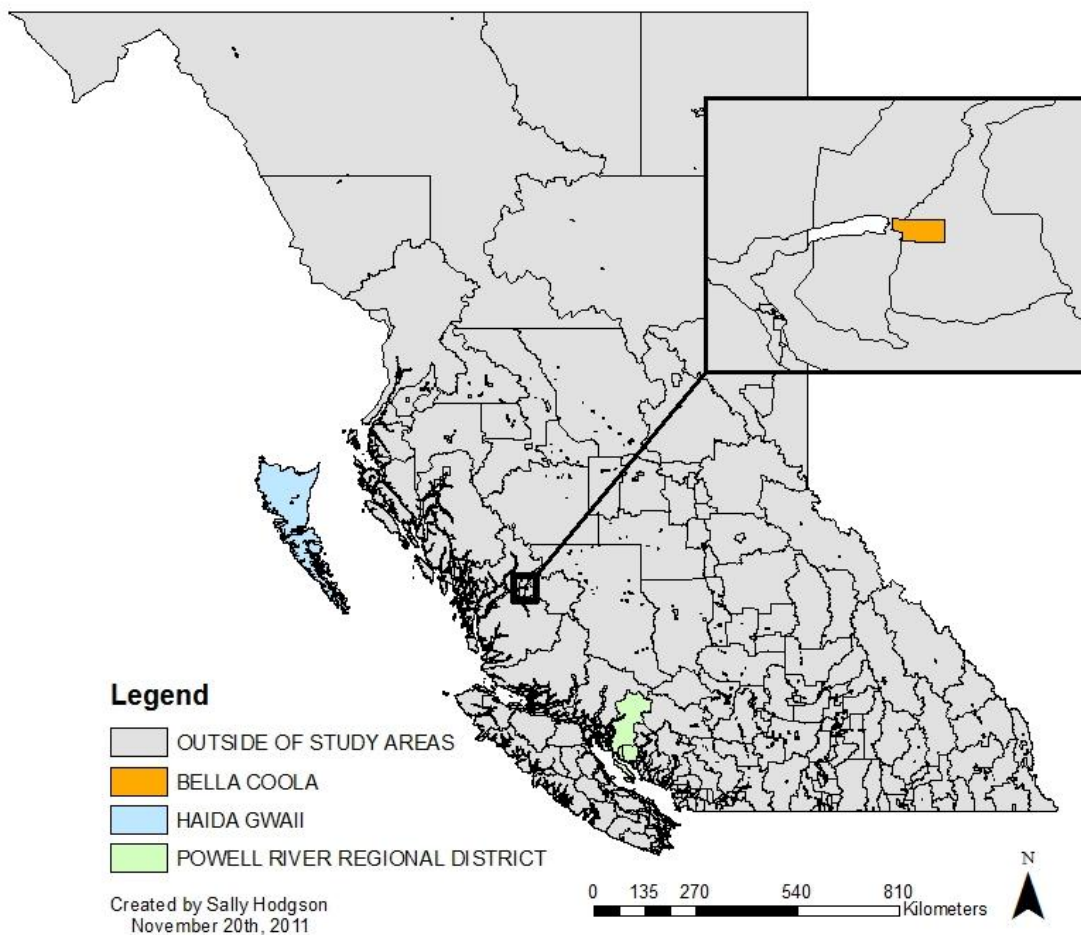 Legend
OUTSIDE OF STUDY AREAS
BELLA COOLA
HAIDA GWAII
POWELL RIVER REGIONAL DISTRICT
Created by Sally Hodgson
November 20th, 2011
0 135 270 540 810
Kilometers
N